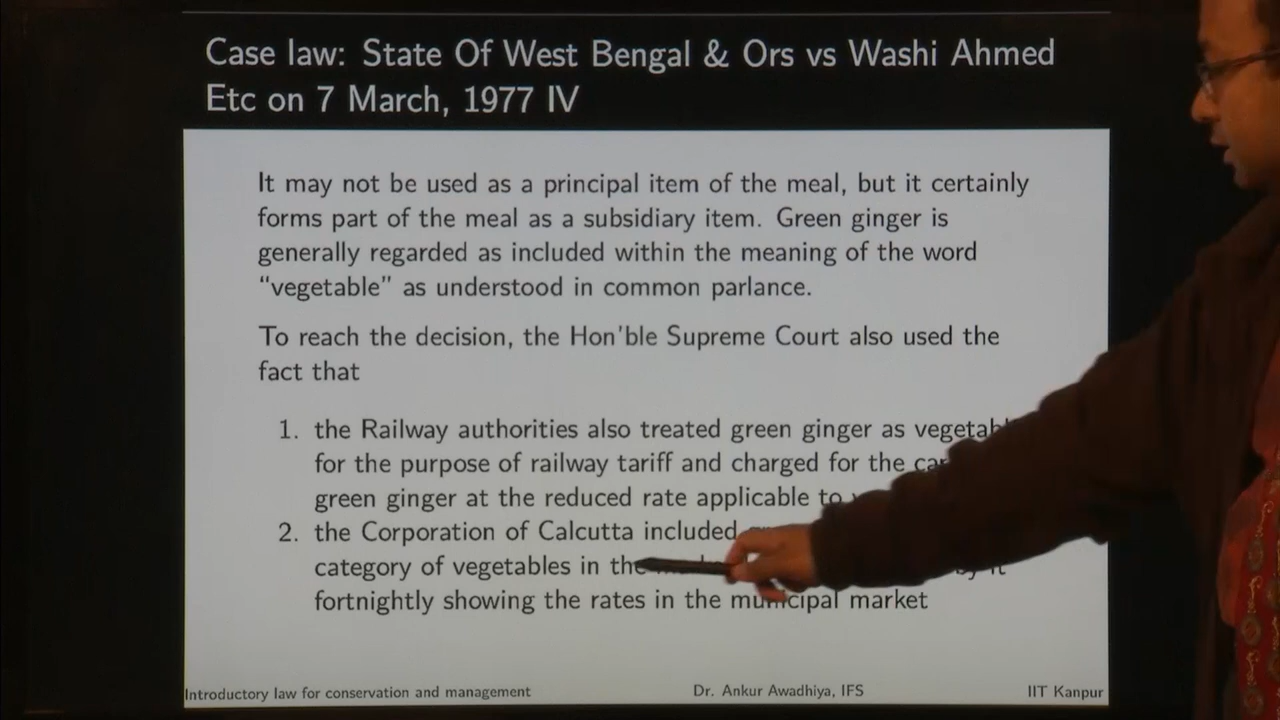 Case law: State Of West Bengal & Ors vs Washi Ahmed
Etc on 7 March, 1977 IV
It may not be used as a principal item of the meal, but it certainly
forms part of the meal as a subsidiary item. Green ginger is
generally regarded as included within the meaning of the word
“vegetable” as understood in common parlance.
To reach the decision, the Hon'ble Supreme Court also used the
fact that
1. the Railway authorities also treated green ginger as
for the purpose of railway tariff and charged for the
green ginger at the reduced rate applicable to
2. the Corporation of Calcutta included
category of vegetables in the
fortnightly showing the rates in the municipal market
Introductory law for conservation and management Dr. Ankur Awadhiya, IFS IIT Kanpur